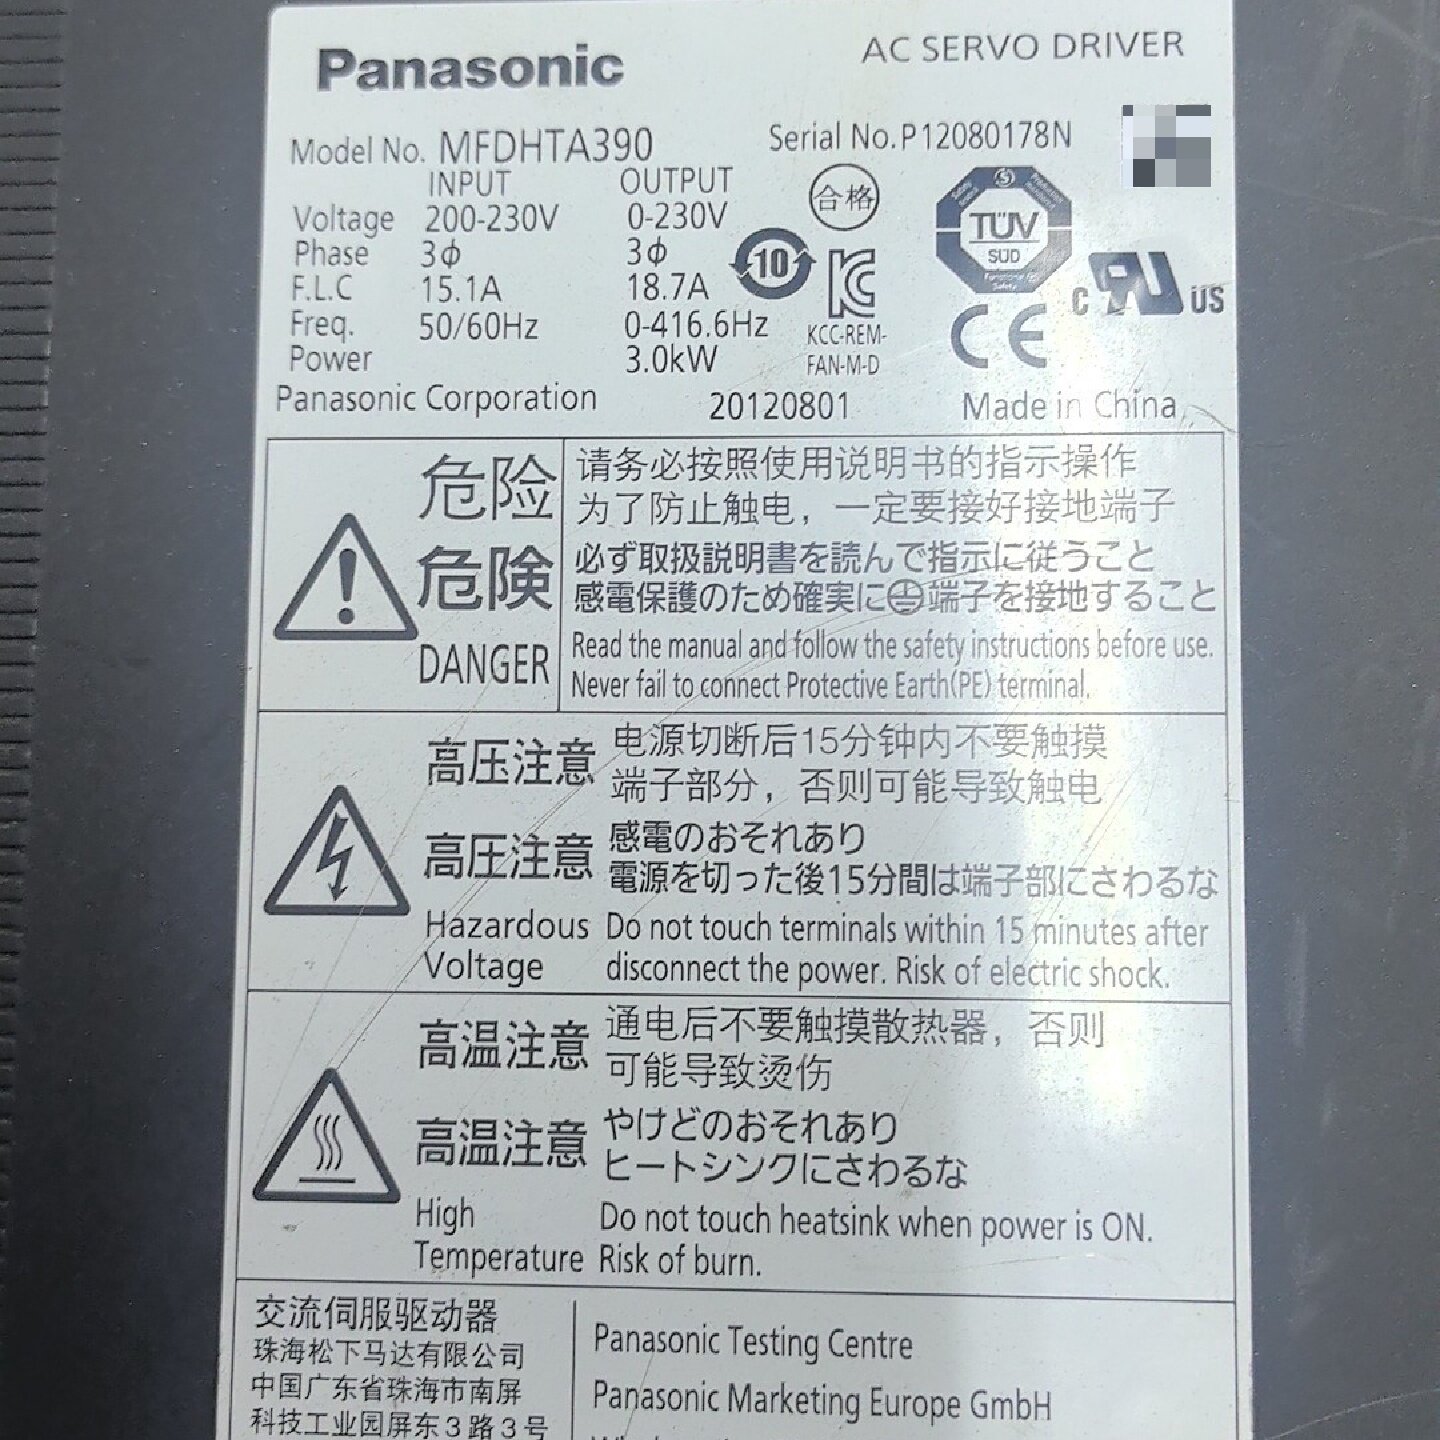 Panasonic AC SERVO DRIVER
Model No. MFDHTA390 Serial No.P12080178N
INPUT OUTPUT 合格
Voltage 200-230V 0-230V
Phase 3ϕ 3ϕ
F.L.C 15.1A 18.7A
Freq. 50/60Hz 0-416.6Hz
Power 3.0kW
10
KC
KCC-REM-
FAN-M-D
TÜV
SÜD
C UL US
CE
Panasonic Corporation 20120801 Made in China
危险
危険
DANGER
请务必按照使用说明书的指示操作
为了防止触电，一定要接好接地端子
必ず取扱説明書を読んで指示に従うこと
感電保護のため確実に⏚端子を接地すること
Read the manual and follow the safety instructions before use.
Never fail to connect Protective Earth(PE) terminal.
高压注意
电源切断后15分钟内不要触摸
端子部分，否则可能导致触电
高圧注意
感電のおそれあり
電源を切った後15分間は端子部にさわるな
Hazardous
Voltage
Do not touch terminals within 15 minutes after
disconnect the power. Risk of electric shock.
高温注意
通电后不要触摸散热器，否则
可能导致烫伤
高温注意
やけどのおそれあり
ヒートシンクにさわるな
High
Temperature
Do not touch heatsink when power is ON.
Risk of burn.
交流伺服驱动器
珠海松下马达有限公司
中国广东省珠海市南屏
科技工业园屏东3路3号
Panasonic Testing Centre
Panasonic Marketing Europe GmbH